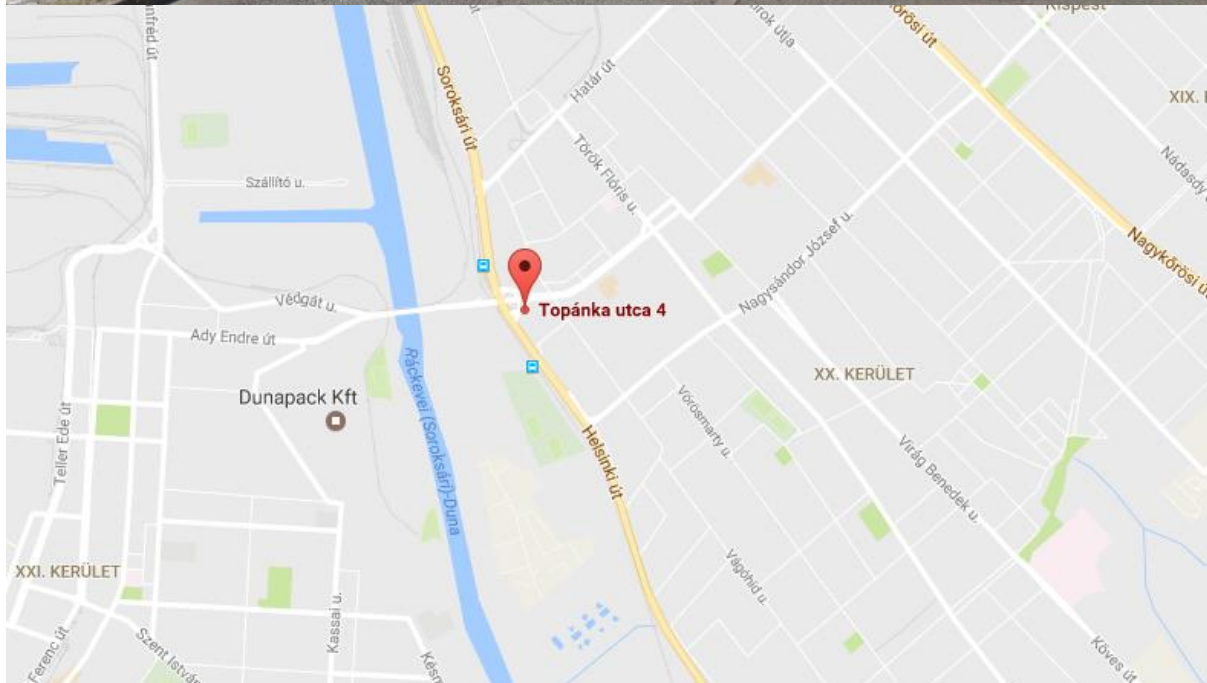 Kispest
Soroksári út
Határ út
XIX.
Török Flóris u.
Nádasdy
Szállító u.
Nagykőrösi út
Nagysándor József u.
Védgát u.
Topánka utca 4
Ady Endre út
Ráckevei (Soroksári)-Duna
XX. KERÜLET
Dunapack Kft
Vörösmarty u.
Teller Ede út
Helsinki út
Virág Benedek u.
Vágóhíd u.
XXI. KERÜLET
Kassai u.
Szent István
Ferenc út
Késm
Köves út